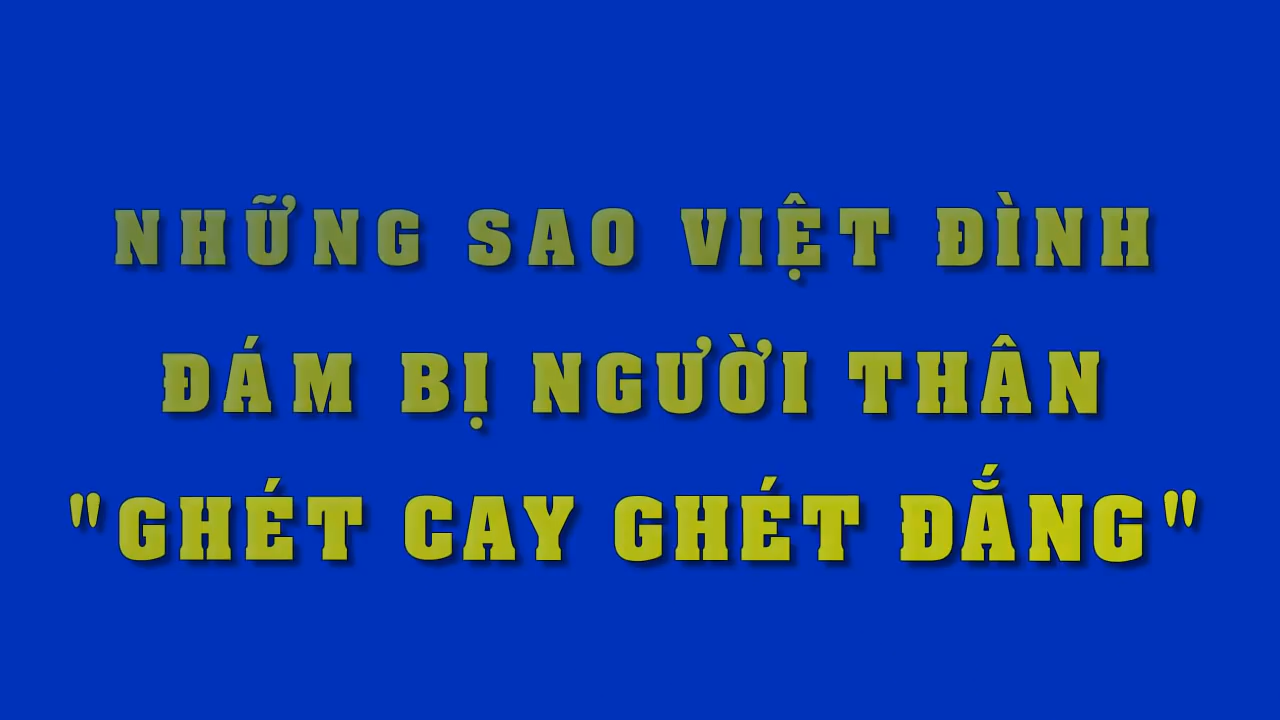 NHỮNG SAO VIỆT ĐÌNH
ĐÁM BỊ NGƯỜI THÂN
"GHÉT CAY GHÉT ĐẮNG"